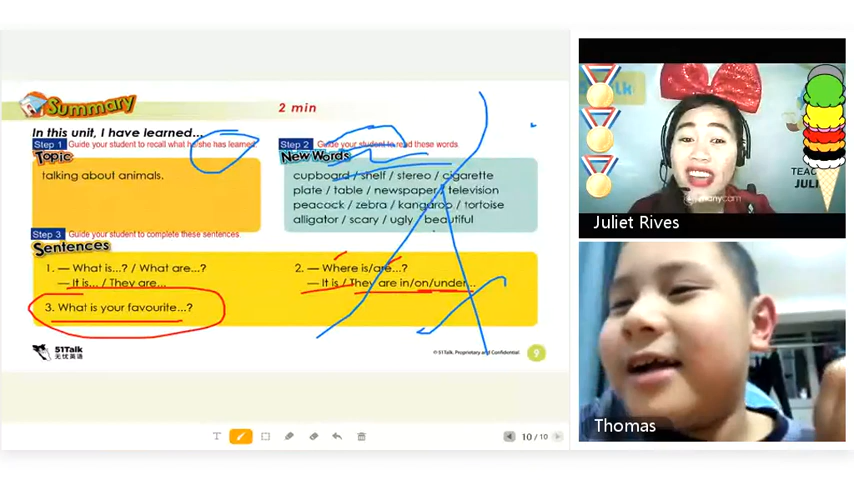 Summary
2 min
In this unit, I have learned...
Step 1 Guide your student to recall what he/she has learned
Topic
talking about animals.
Step 2 Guide your student to read these words
New Words
cupboard / shelf / stereo / cigarette
plate / table / newspaper / television
peacock / zebra / kangaroo / tortoise
alligator / scary / ugly / beautiful
Step 3 Guide your student to complete these sentences
Sentences
1. — What is...? / What are...?
— It is... / They are...
2. — Where is/are...?
— It is / They are in/on/under...
3. What is your favourite...?
51Talk
无忧英语
© 51Talk. Proprietary and Confidential
9
T
10 / 10
Juliet Rives
Thomas